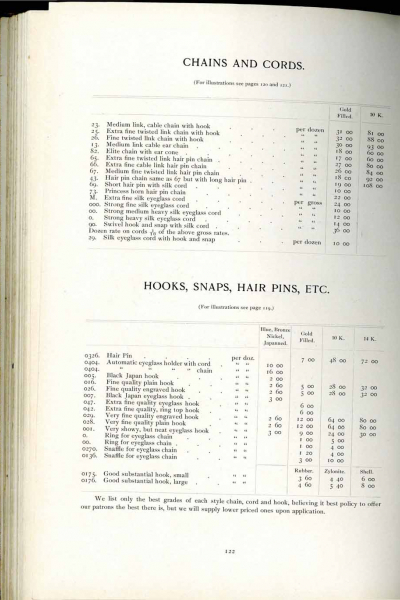 CHAINS AND CORDS.
(For illustrations see pages 120 and 121.)
Gold Filled. 10 K.
23. Medium link, cable chain with hook per dozen 32 00 81 00
25. Extra fine twisted link chain with hook " " 32 00 88 00
26. Fine twisted link chain with hook " " 30 00 93 00
13. Medium link cable ear chain " " 18 00 60 00
82. Elite chain with ear cone " " 17 00 60 00
65. Extra fine twisted link hair pin chain " " 27 00 80 00
66. Extra fine cable link hair pin chain " " 26 00 84 00
67. Medium fine twisted link hair pin chain " " 28 00 92 00
43. Hair pin chain same as 67 but with long hair pin " " 29 00 108 00
69. Short hair pin with silk cord " " 10 00
73. Princess horn hair pin chain " " 22 00
M. Extra fine silk eyeglass cord per gross 24 00
000. Strong fine silk eyeglass cord " " 10 00
00. Strong medium heavy silk eyeglass cord " " 12 00
0. Strong heavy silk eyeglass cord " " 14 00
90. Swivel hook and snap with silk cord " " 36 00
Dozen rate on cords 1/10 of the above gross rates.
29. Silk eyeglass cord with hook and snap per dozen 10 00
HOOKS, SNAPS, HAIR PINS, ETC.
(For illustrations see page 119.)
Blue, Bronze Nickel, Japanned. Gold Filled. 10 K. 14 K.
0326. Hair Pin per doz. 7 00 48 00 72 00
0404. Automatic eyeglass holder with cord " " 10 00
0404. " " " chain " " 16 00
005. Black Japan hook " " 2 00
016. Fine quality plain hook " " 2 60 5 00 28 00 32 00
026. Fine quality engraved hook " " 2 60 5 00 28 00 32 00
007. Black Japan eyeglass hook " " 3 00
047. Extra fine quality eyeglass hook " " 6 00
042. Extra fine quality, ring top hook " " 6 00
029. Very fine quality engraved hook " " 2 60 12 00 64 00 80 00
028. Very fine quality plain hook " " 2 60 12 00 64 00 80 00
001. Very showy, but neat eyeglass hook " " 3 00 9 00 24 00 30 00
0. Ring for eyeglass chain " " 1 00 5 00
00. Ring for eyeglass chain " " 1 00 4 00
0270. Snaffle for eyeglass chain " " 1 20 4 00
0136. Snaffle for eyeglass chain " " 3 00 10 00
Rubber. Zylonite. Shell.
0175. Good substantial hook, small " " 3 60 4 40 6 00
0176. Good substantial hook, large " " 4 60 5 40 8 00
We list only the best grades of each style chain, cord and hook, believing it best policy to offer
our patrons the best there is, but we will supply lower priced ones upon application.
122